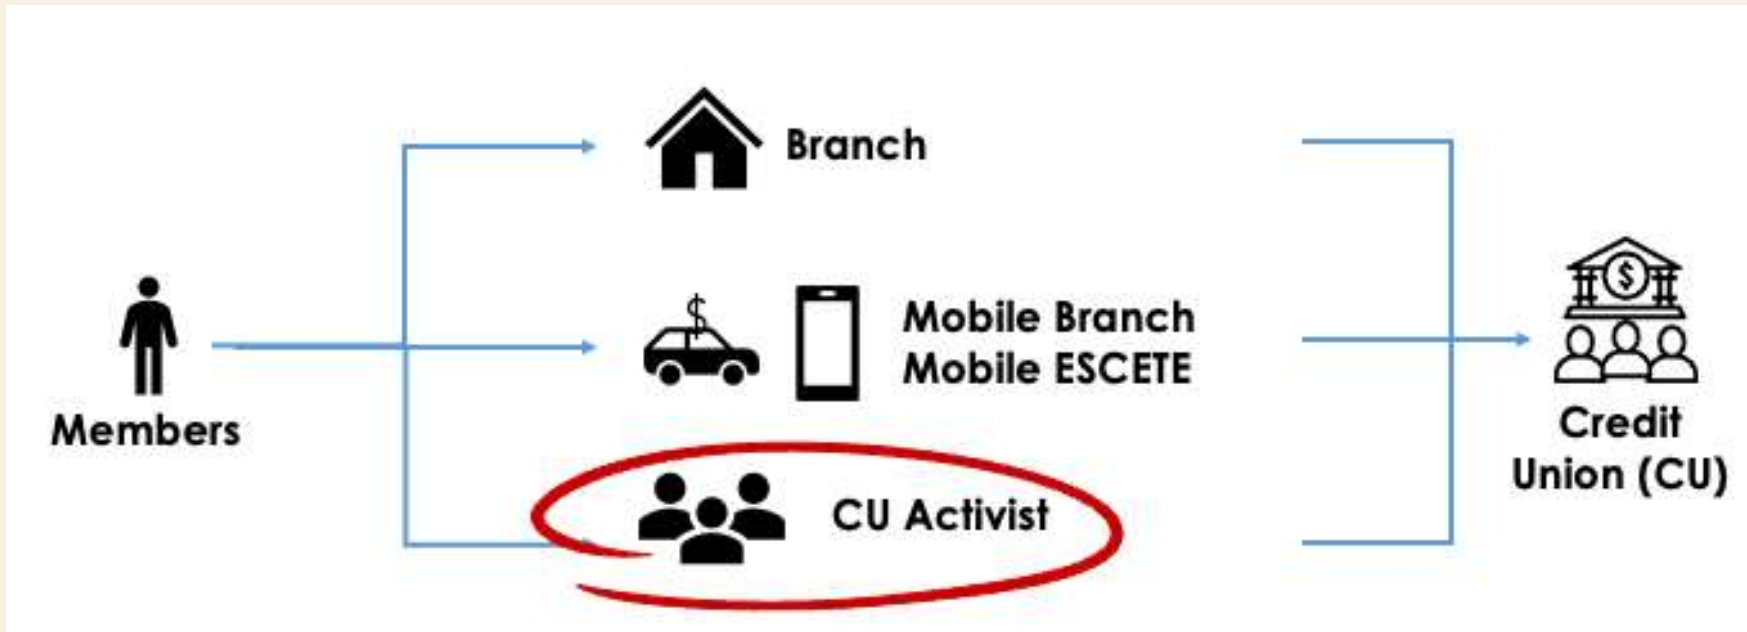 Branch
$
$
Mobile Branch
Mobile ESCETE
Members
Credit
Union (CU)
CU Activist